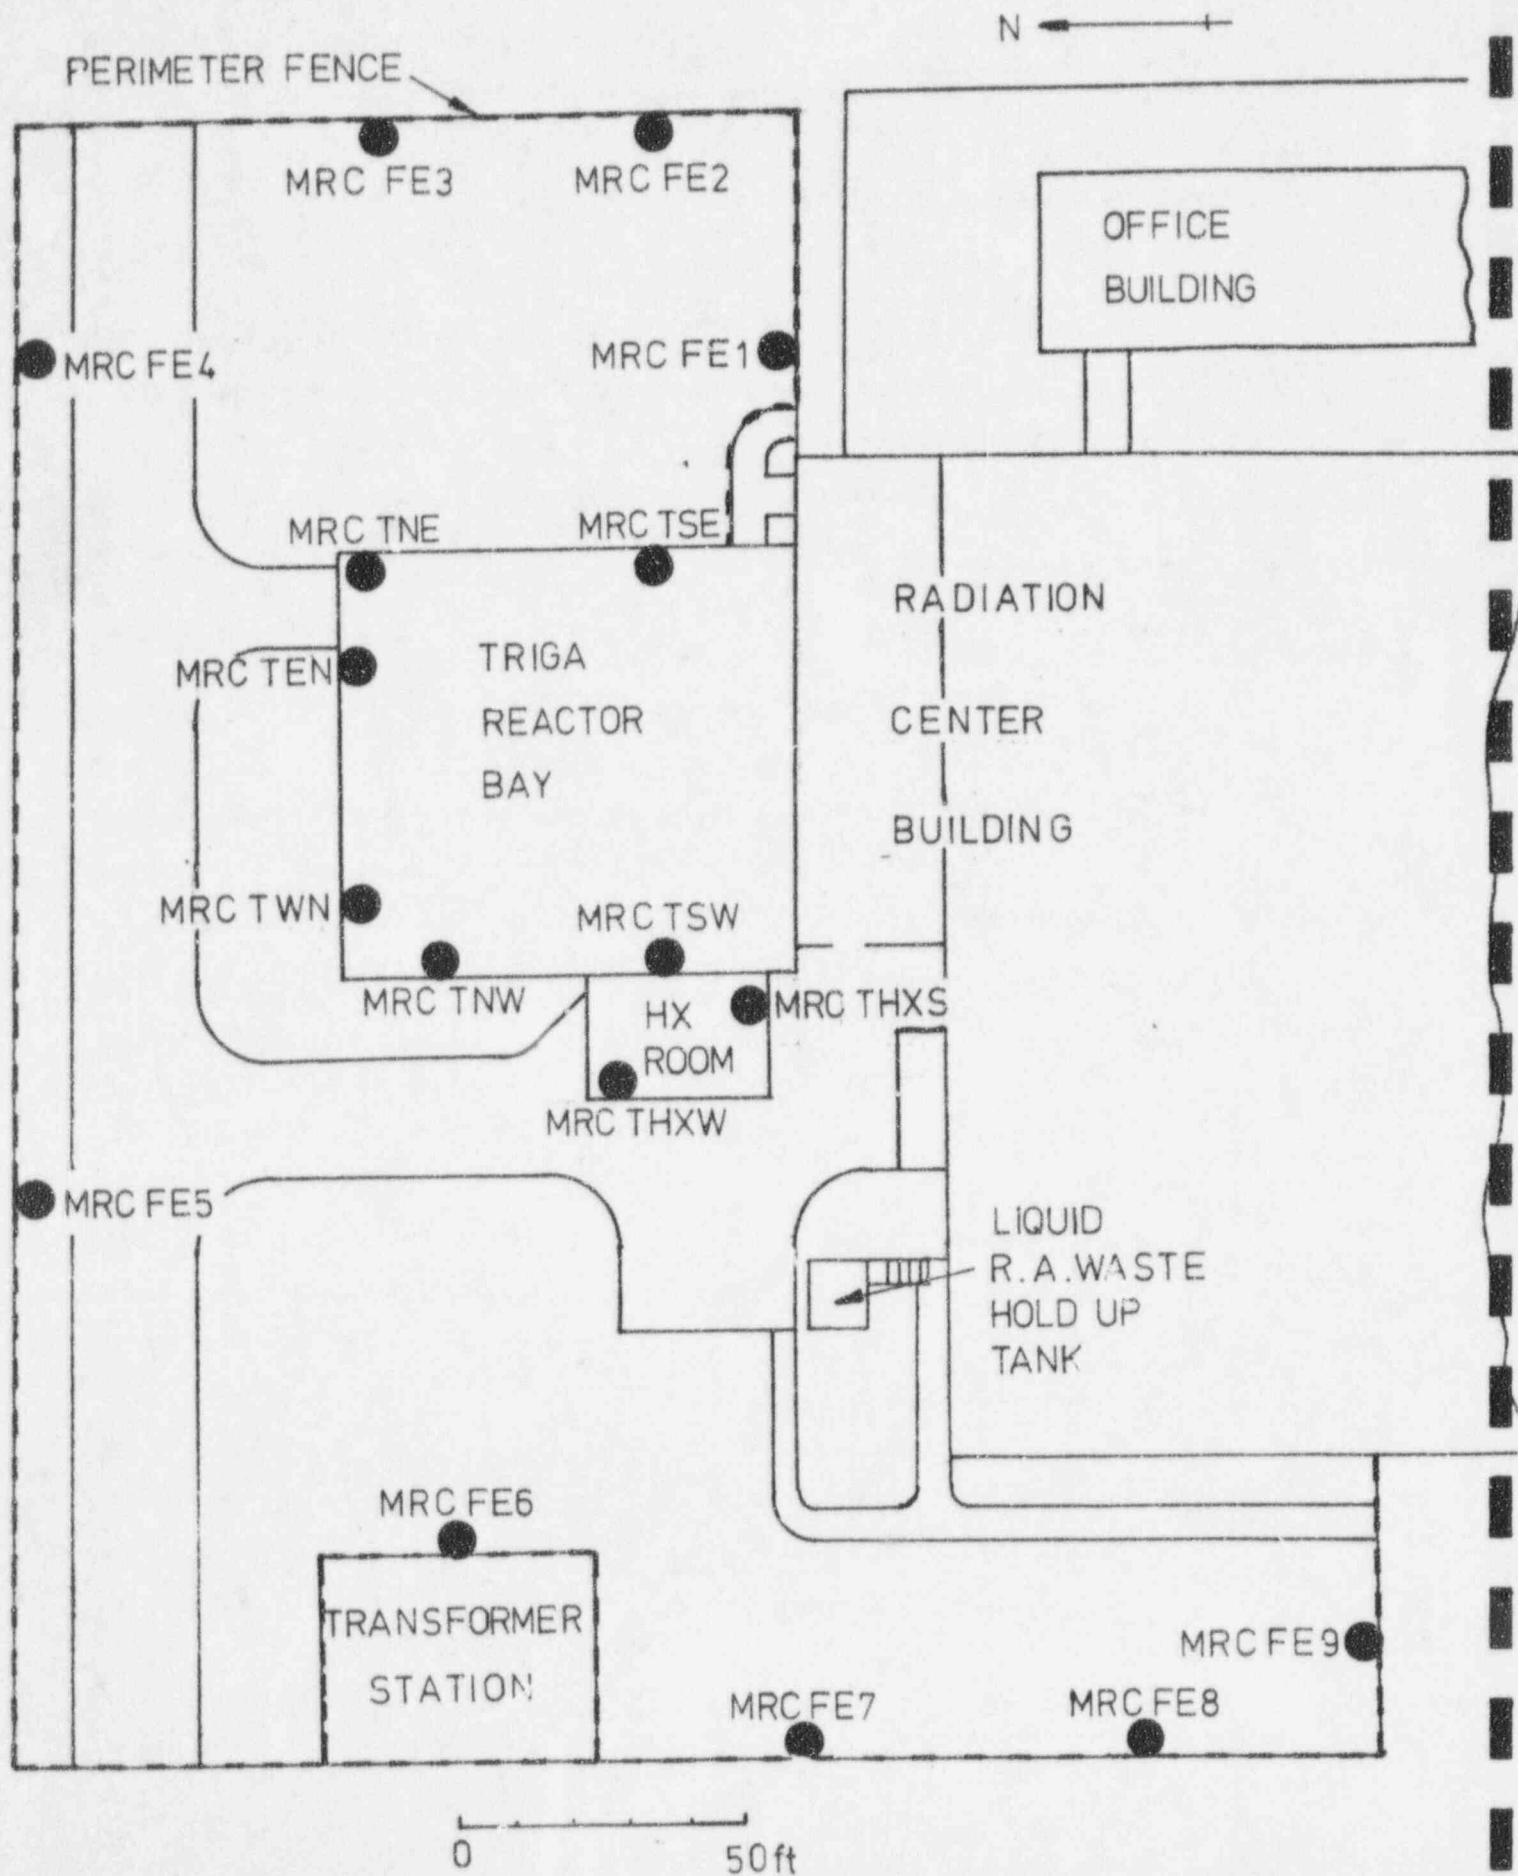 N
PERIMETER FENCE
MRC FE3
MRC FE2
OFFICE
BUILDING
MRC FE4
MRC FE1
MRC TNE
MRC TSE
RADIATION
CENTER
BUILDING
MRC TEN
TRIGA
REACTOR
BAY
MRC TWN
MRC TSW
MRC TNW
HX
ROOM
MRC THXS
MRC THXW
MRC FE5
LIQUID
R.A.WASTE
HOLD UP
TANK
MRC FE6
TRANSFORMER
STATION
MRC FE9
MRC FE7
MRC FE8
0
50ft